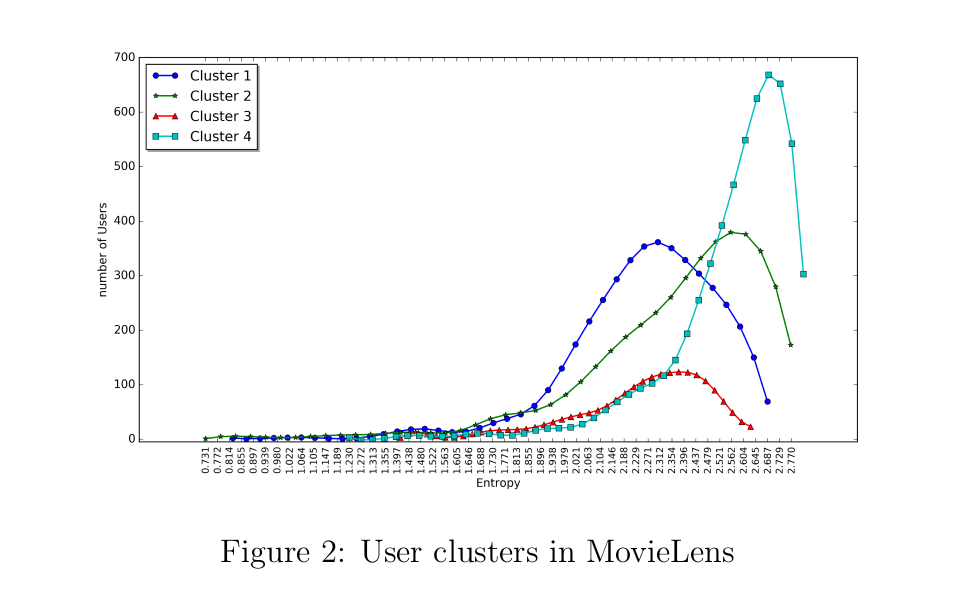 700
600
500
400
300
200
100
0
number of Users
Cluster 1
Cluster 2
Cluster 3
Cluster 4
0.731 0.772 0.814 0.855 0.897 0.939 0.980 1.022 1.064 1.105 1.147 1.189 1.230 1.272 1.313 1.355 1.397 1.438 1.480 1.522 1.563 1.605 1.646 1.688 1.730 1.771 1.813 1.855 1.896 1.938 1.979 2.021 2.063 2.104 2.146 2.188 2.229 2.271 2.312 2.354 2.396 2.437 2.479 2.521 2.562 2.604 2.645 2.687 2.729 2.770
Entropy
Figure 2: User clusters in MovieLens